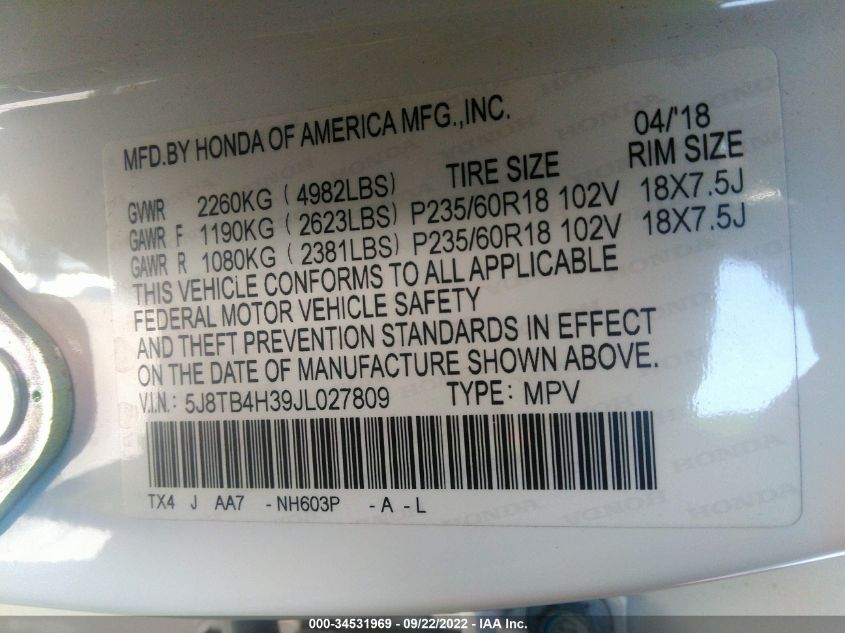 MFD.BY HONDA OF AMERICA MFG.,INC. 04/'18
TIRE SIZE RIM SIZE
GVWR 2260KG (4982LBS)
GAWR F 1190KG (2623LBS) P235/60R18 102V 18X7.5J
GAWR R 1080KG (2381LBS) P235/60R18 102V 18X7.5J
THIS VEHICLE CONFORMS TO ALL APPLICABLE
FEDERAL MOTOR VEHICLE SAFETY
AND THEFT PREVENTION STANDARDS IN EFFECT
ON THE DATE OF MANUFACTURE SHOWN ABOVE.
V.I.N.: 5J8TB4H39JL027809 TYPE: MPV
TX4 J AA7 -NH603P -A-L
000-34531969 - 09/22/2022 - IAA Inc.